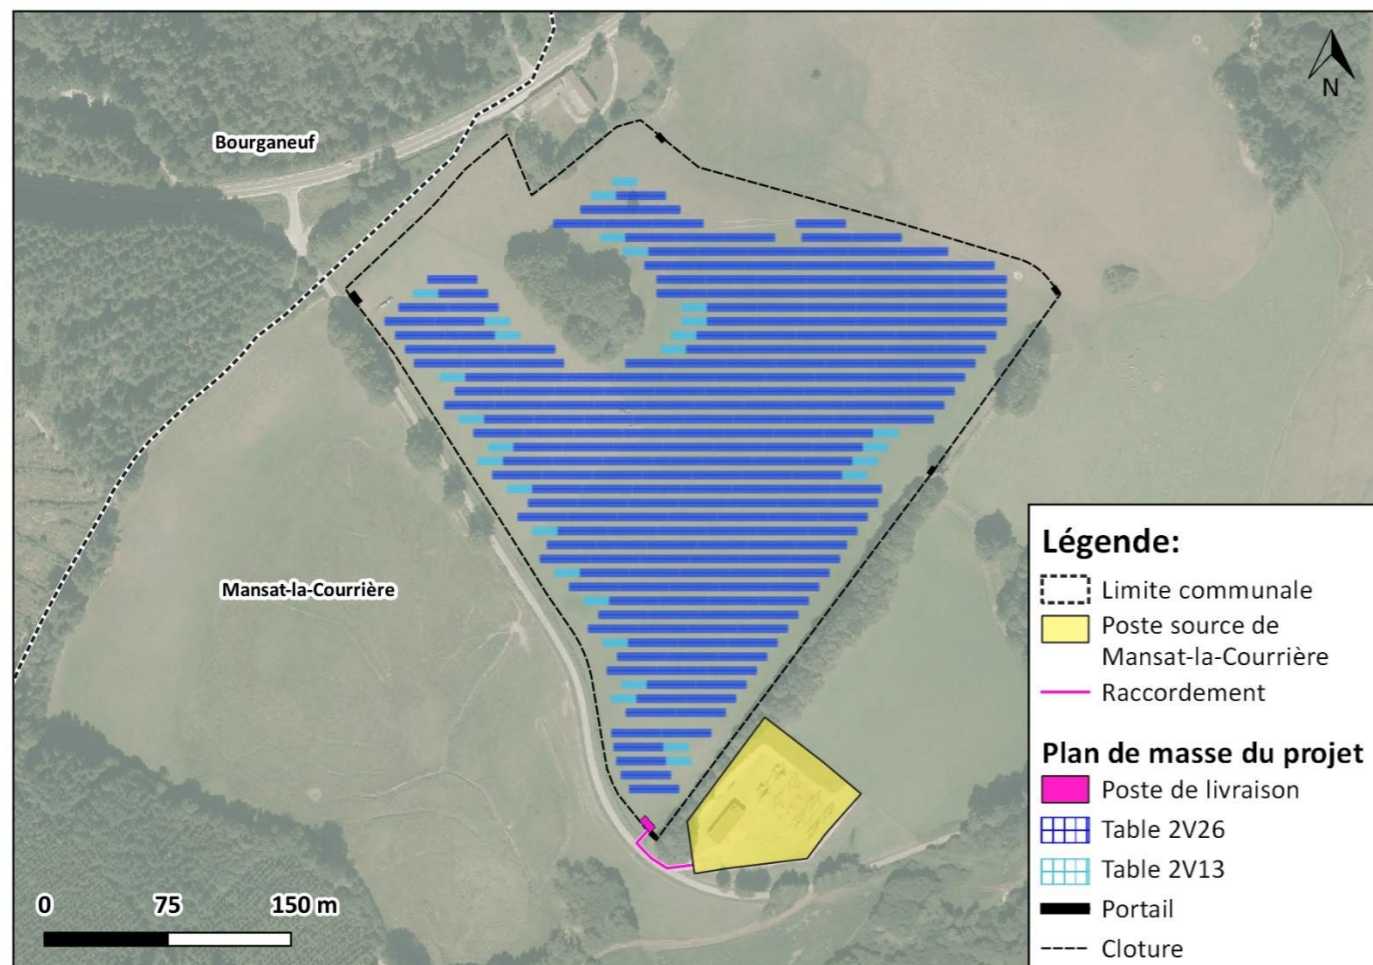 N
Bourganeuf
Mansat-la-Courrière
0 75 150 m
Légende:
Limite communale
Poste source de
Mansat-la-Courrière
Raccordement
Plan de masse du projet
Poste de livraison
Table 2V26
Table 2V13
Portail
Cloture